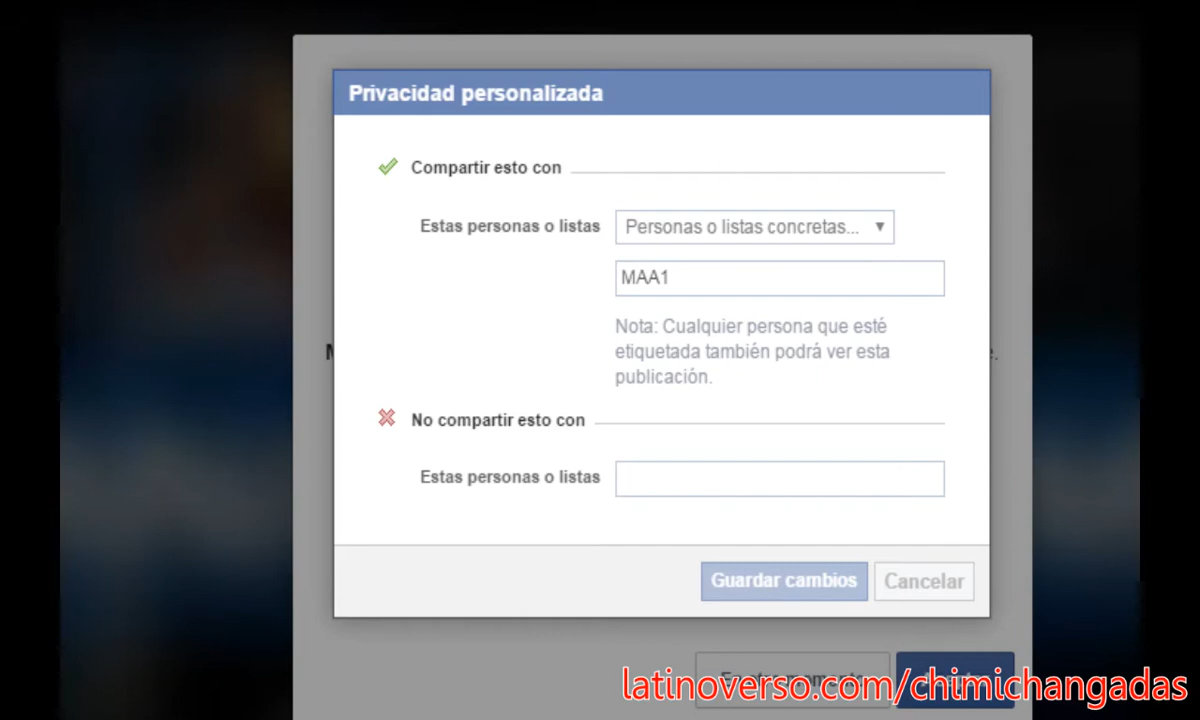 Privacidad personalizada
Compartir esto con
Estas personas o listas
Personas o listas concretas...
MAA1
Nota: Cualquier persona que esté
etiquetada también podrá ver esta
publicación.
No compartir esto con
Estas personas o listas
Guardar cambios
Cancelar
latinoverso.com/chimichangadas